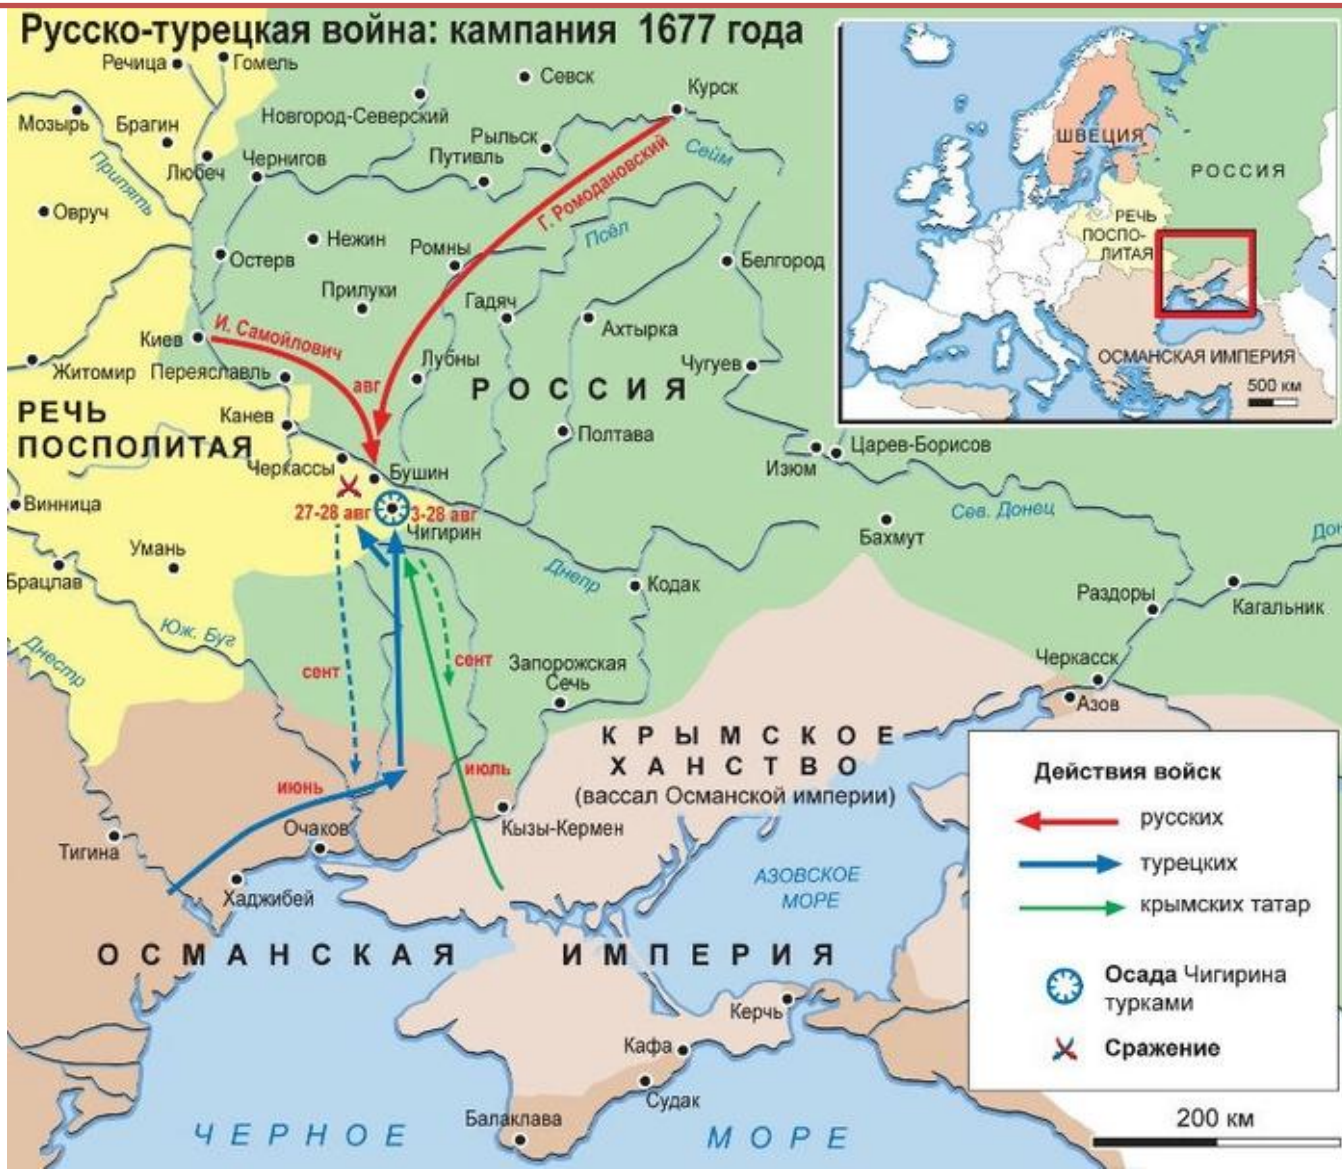 Русско-турецкая война: кампания 1677 года
Речица
Гомель
Севск
Курск
Мозырь
Брагин
Новгород-Северский
Рыльск
Любеч
Чернигов
Путивль
Сейм
Припять
Г. Ромодановский
Овруч
Нежин
Ромны
Псёл
Остерв
Белгород
Прилуки
Гадяч
И. Самойлович
Киев
Ахтырка
Житомир
Переяславль
авг
Лубны
Чугуев
РОССИЯ
РЕЧЬ
ПОСПОЛИТАЯ
Канев
Полтава
Царев-Борисов
Изюм
Черкассы
Бушин
Винница
27-28 авг
3-28 авг
Чигирин
Сев. Донец
Бахмут
Дон
Умань
Брацлав
Днепр
Кодак
Раздоры
Кагальник
Юж. Буг
Днестр
сент
сент
Запорожская
Сечь
Черкасск
Азов
КРЫМСКОЕ
ХАНСТВО
(вассал Османской империи)
июнь
июль
Очаков
Кызы-Кермен
Тигина
Хаджибей
АЗОВСКОЕ
МОРЕ
ОСМАНСКАЯ ИМПЕРИЯ
Керчь
Кафа
Судак
Балаклава
ЧЕРНОЕ МОРЕ
ШВЕЦИЯ
РОССИЯ
РЕЧЬ
ПОСПО-
ЛИТАЯ
ОСМАНСКАЯ ИМПЕРИЯ
500 км
Действия войск
русских
турецких
крымских татар
Осада Чигирина
турками
Сражение
200 км